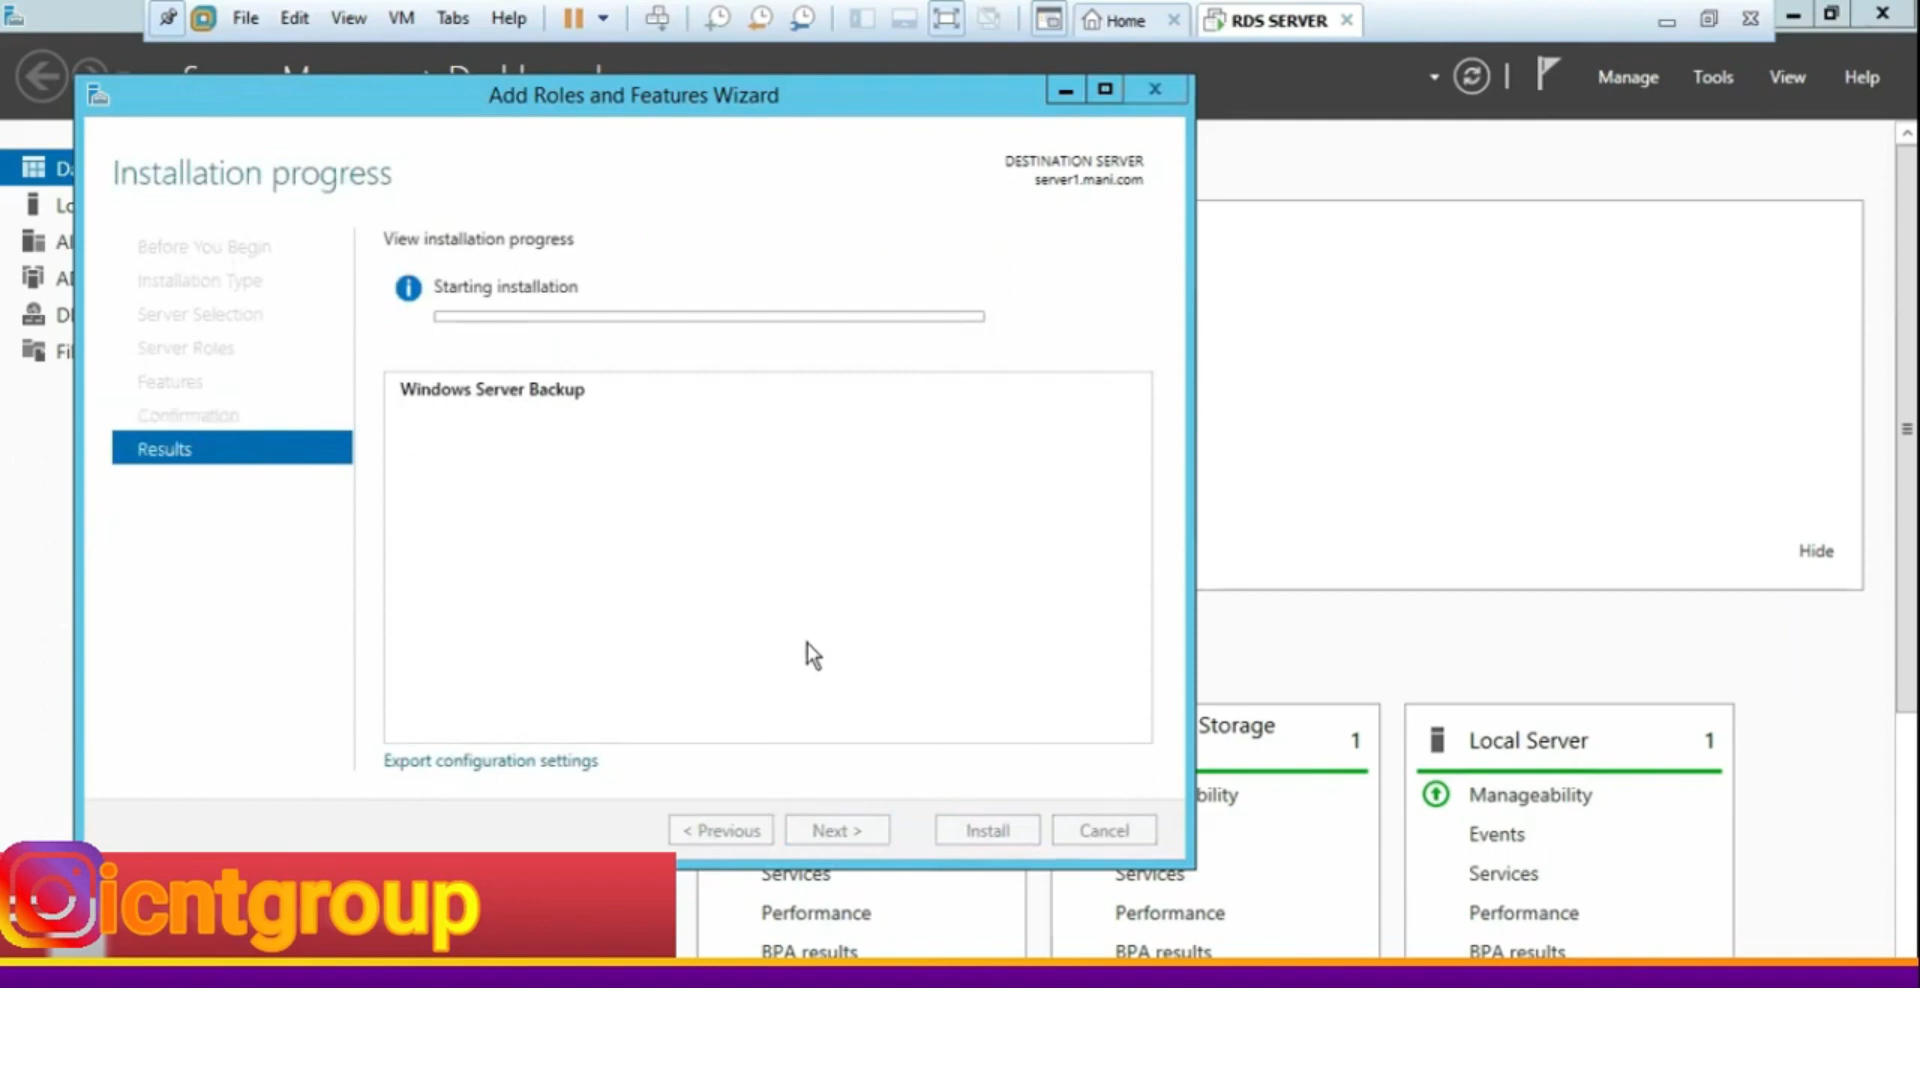 File Edit View VM Tabs Help Home RDS SERVER
Manage Tools View Help
Add Roles and Features Wizard
Installation progress
DESTINATION SERVER
server1.mani.com
Before You Begin
Installation Type
Server Selection
Server Roles
Features
Confirmation
Results
View installation progress
Starting installation
Windows Server Backup
Export configuration settings
< Previous Next > Install Cancel
Hide
Storage 1
bility
Local Server 1
Manageability
Events
Services
Performance
BPA results
Services
Performance
BPA results
Services
Performance
BPA results
icntgroup